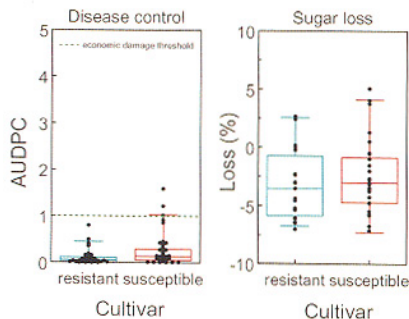 Disease control
5
4
3
2
1
0
AUDPC
economic damage threshold
resistant susceptible
Cultivar
Sugar loss
10
5
0
-5
-10
Loss (%)
resistant susceptible
Cultivar